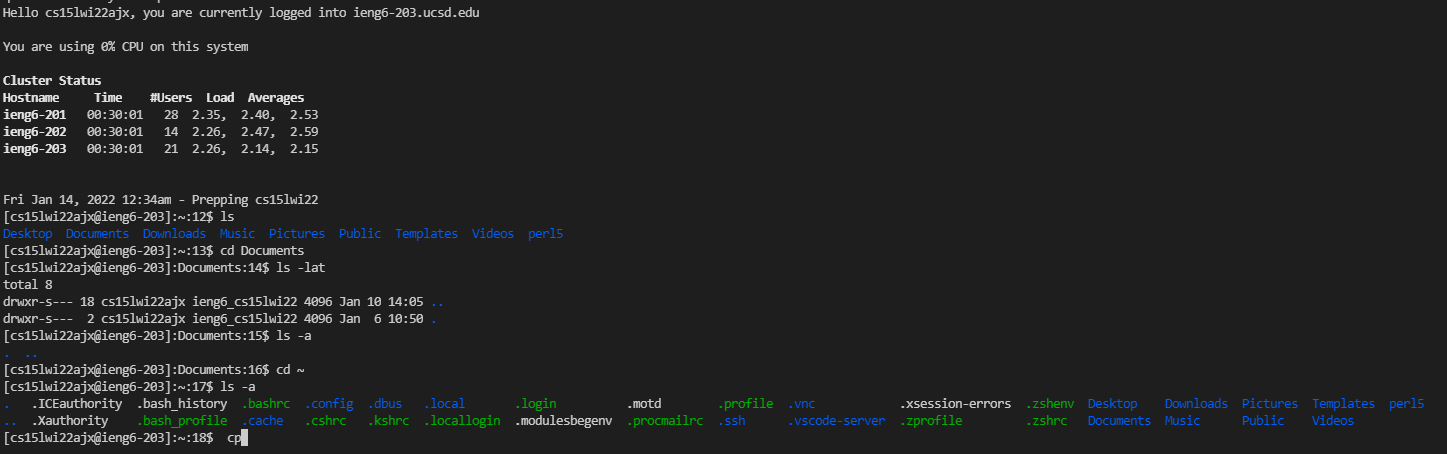 Hello cs15lwi22ajx, you are currently logged into ieng6-203.ucsd.edu
You are using 0% CPU on this system
Cluster Status
Hostname     Time    #Users  Load  Averages
ieng6-201   00:30:01   28  2.35,  2.40,  2.53
ieng6-202   00:30:01   14  2.26,  2.47,  2.59
ieng6-203   00:30:01   21  2.26,  2.14,  2.15
Fri Jan 14, 2022 12:34am - Prepping cs15lwi22
[cs15lwi22ajx@ieng6-203]:~:12$ ls
Desktop  Documents  Downloads  Music  Pictures  Public  Templates  Videos  perl5
[cs15lwi22ajx@ieng6-203]:~:13$ cd Documents
[cs15lwi22ajx@ieng6-203]:Documents:14$ ls -lat
total 8
drwxr-s--- 18 cs15lwi22ajx ieng6_cs15lwi22 4096 Jan 10 14:05 ..
drwxr-s---  2 cs15lwi22ajx ieng6_cs15lwi22 4096 Jan  6 10:50 .
[cs15lwi22ajx@ieng6-203]:Documents:15$ ls -a
.  ..
[cs15lwi22ajx@ieng6-203]:Documents:16$ cd ~
[cs15lwi22ajx@ieng6-203]:~:17$ ls -a
.   .ICEauthority  .bash_history  .bashrc  .config  .dbus   .local       .login          .motd        .profile  .vnc            .xsession-errors  .zshenv  Desktop    Downloads  Pictures  Templates  perl5
..  .Xauthority    .bash_profile  .cache   .cshrc   .kshrc  .locallogin  .modulesbegenv  .procmailrc  .ssh      .vscode-server  .zprofile         .zshrc   Documents  Music      Public    Videos
[cs15lwi22ajx@ieng6-203]:~:18$  cp